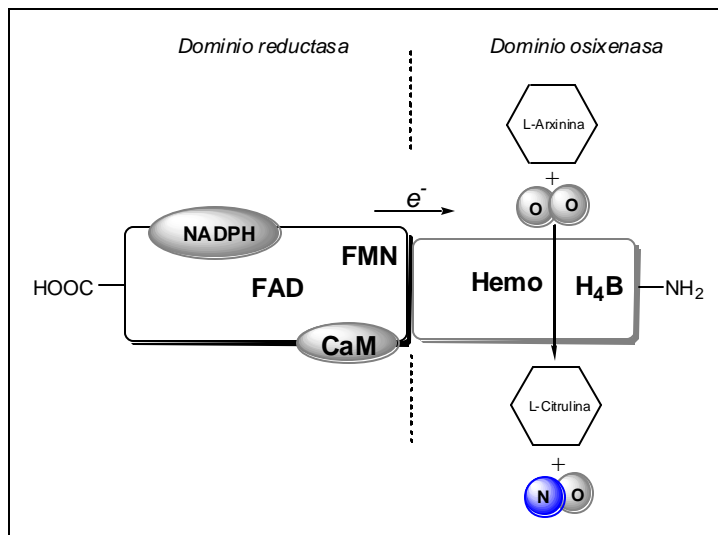 Dominio reductasa
Dominio osixenasa
L-Arxinina
+
O O
e-
NADPH
FMN
HOOC
FAD
Hemo
H4B
NH2
CaM
L-Citrulina
+
N O